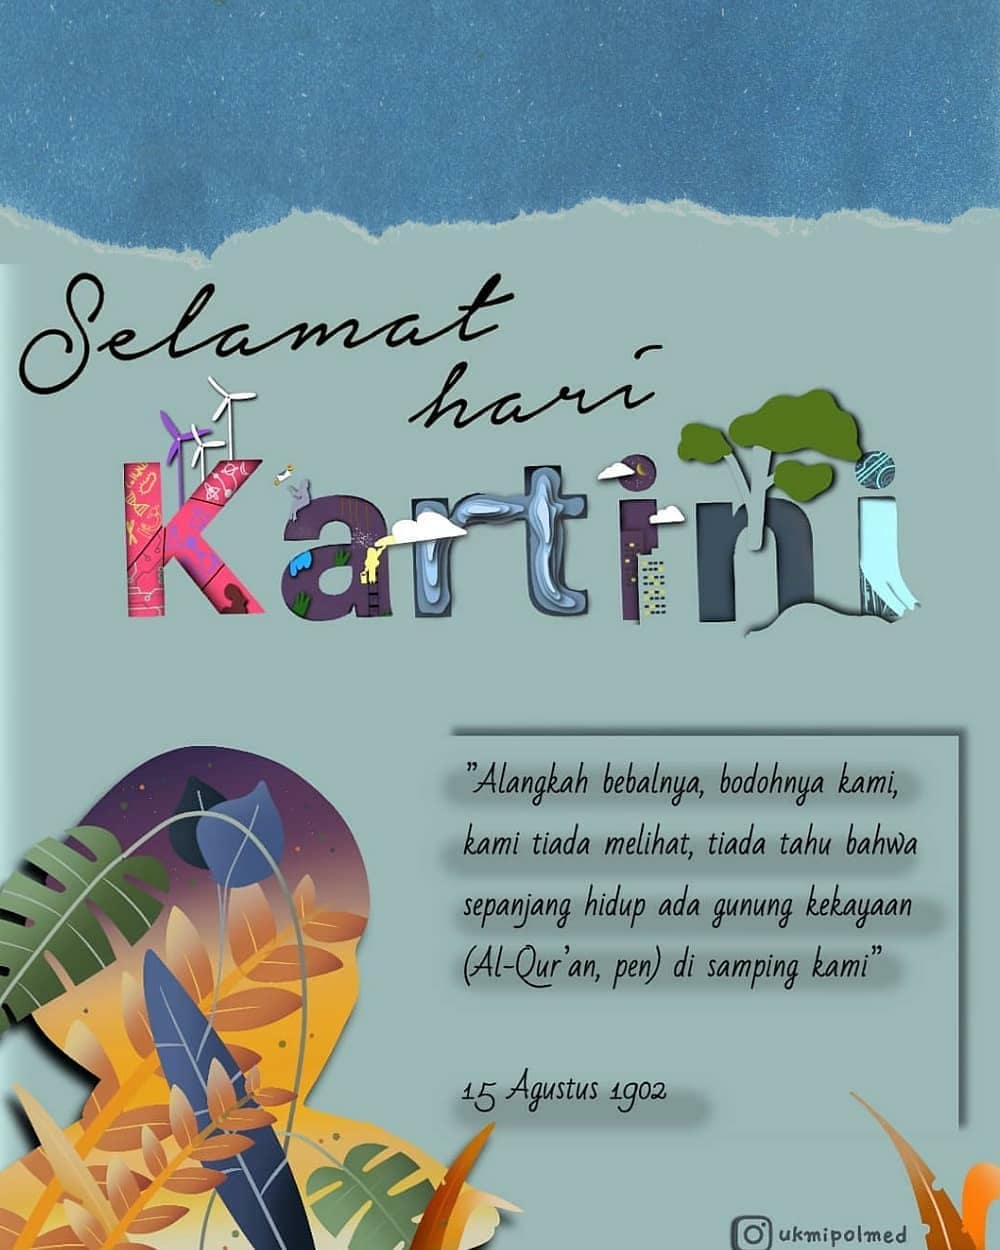 Selamat
hari
Kartini
"Alangkah bebalnya, bodohnya kami,
kami tiada melihat, tiada tahu bahwa
sepanjang hidup ada gunung kekayaan
(Al-Qur'an, pen) di samping kami"
15 Agustus 1902
ukmipolmed